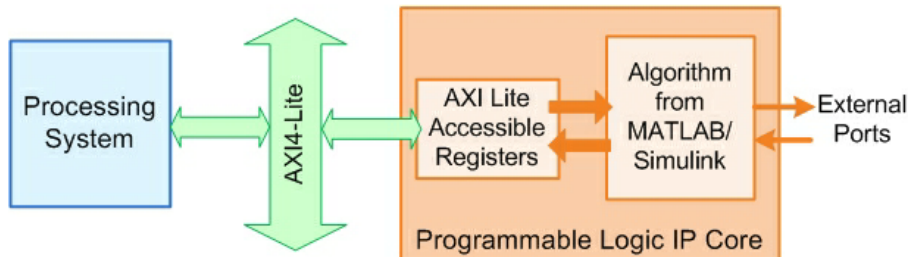 Processing
System
AXI4-Lite
AXI Lite
Accessible
Registers
Algorithm
from
MATLAB/
Simulink
External
Ports
Programmable Logic IP Core